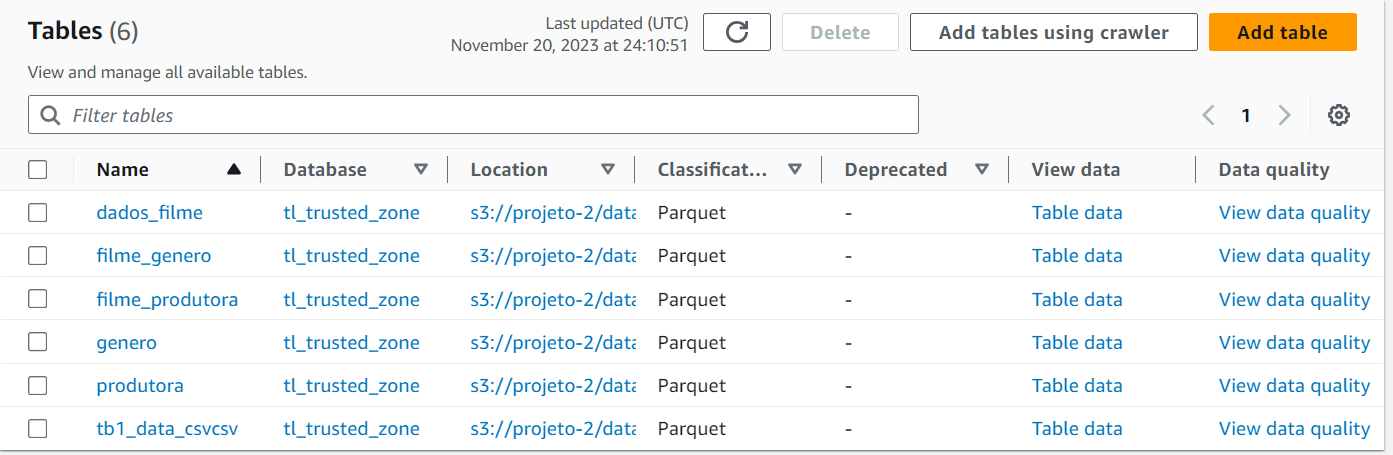 Tables (6)
Last updated (UTC)
November 20, 2023 at 24:10:51
Delete
Add tables using crawler
Add table
View and manage all available tables.
Filter tables
1
Name Database Location Classificat... Deprecated View data Data quality
dados_filme tl_trusted_zone s3://projeto-2/data Parquet - Table data View data quality
filme_genero tl_trusted_zone s3://projeto-2/data Parquet - Table data View data quality
filme_produtora tl_trusted_zone s3://projeto-2/data Parquet - Table data View data quality
genero tl_trusted_zone s3://projeto-2/data Parquet - Table data View data quality
produtora tl_trusted_zone s3://projeto-2/data Parquet - Table data View data quality
tb1_data_csvcsv tl_trusted_zone s3://projeto-2/data Parquet - Table data View data quality